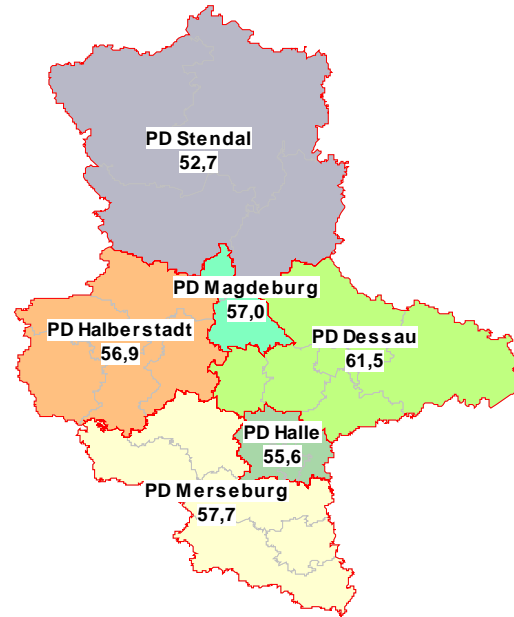 PD Stendal
52,7
PD Magdeburg
57,0
PD Halberstadt
56,9
PD Dessau
61,5
PD Halle
55,6
PD Merseburg
57,7